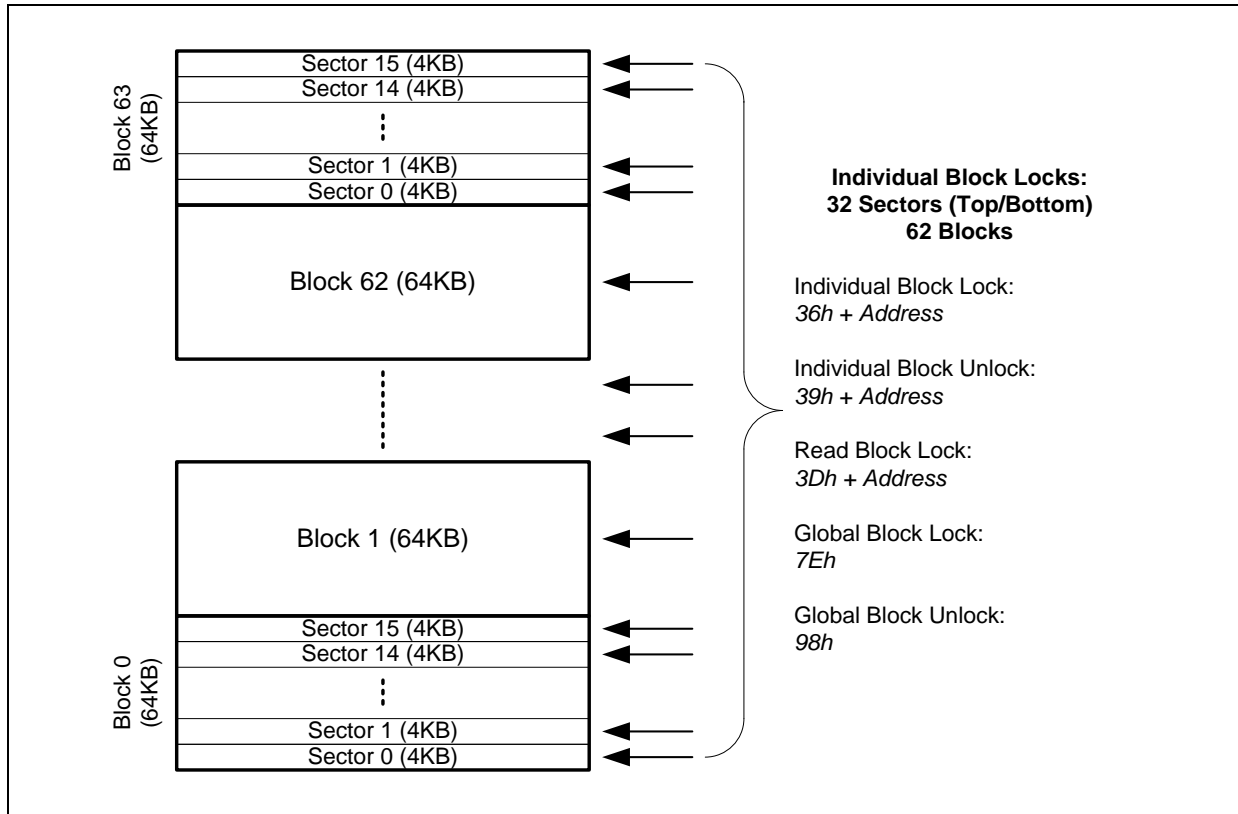 Block 63
(64KB)
Sector 15 (4KB)
Sector 14 (4KB)
Sector 1 (4KB)
Sector 0 (4KB)
Block 62 (64KB)
Block 1 (64KB)
Block 0
(64KB)
Sector 15 (4KB)
Sector 14 (4KB)
Sector 1 (4KB)
Sector 0 (4KB)
Individual Block Locks:
32 Sectors (Top/Bottom)
62 Blocks
Individual Block Lock:
36h + Address
Individual Block Unlock:
39h + Address
Read Block Lock:
3Dh + Address
Global Block Lock:
7Eh
Global Block Unlock:
98h